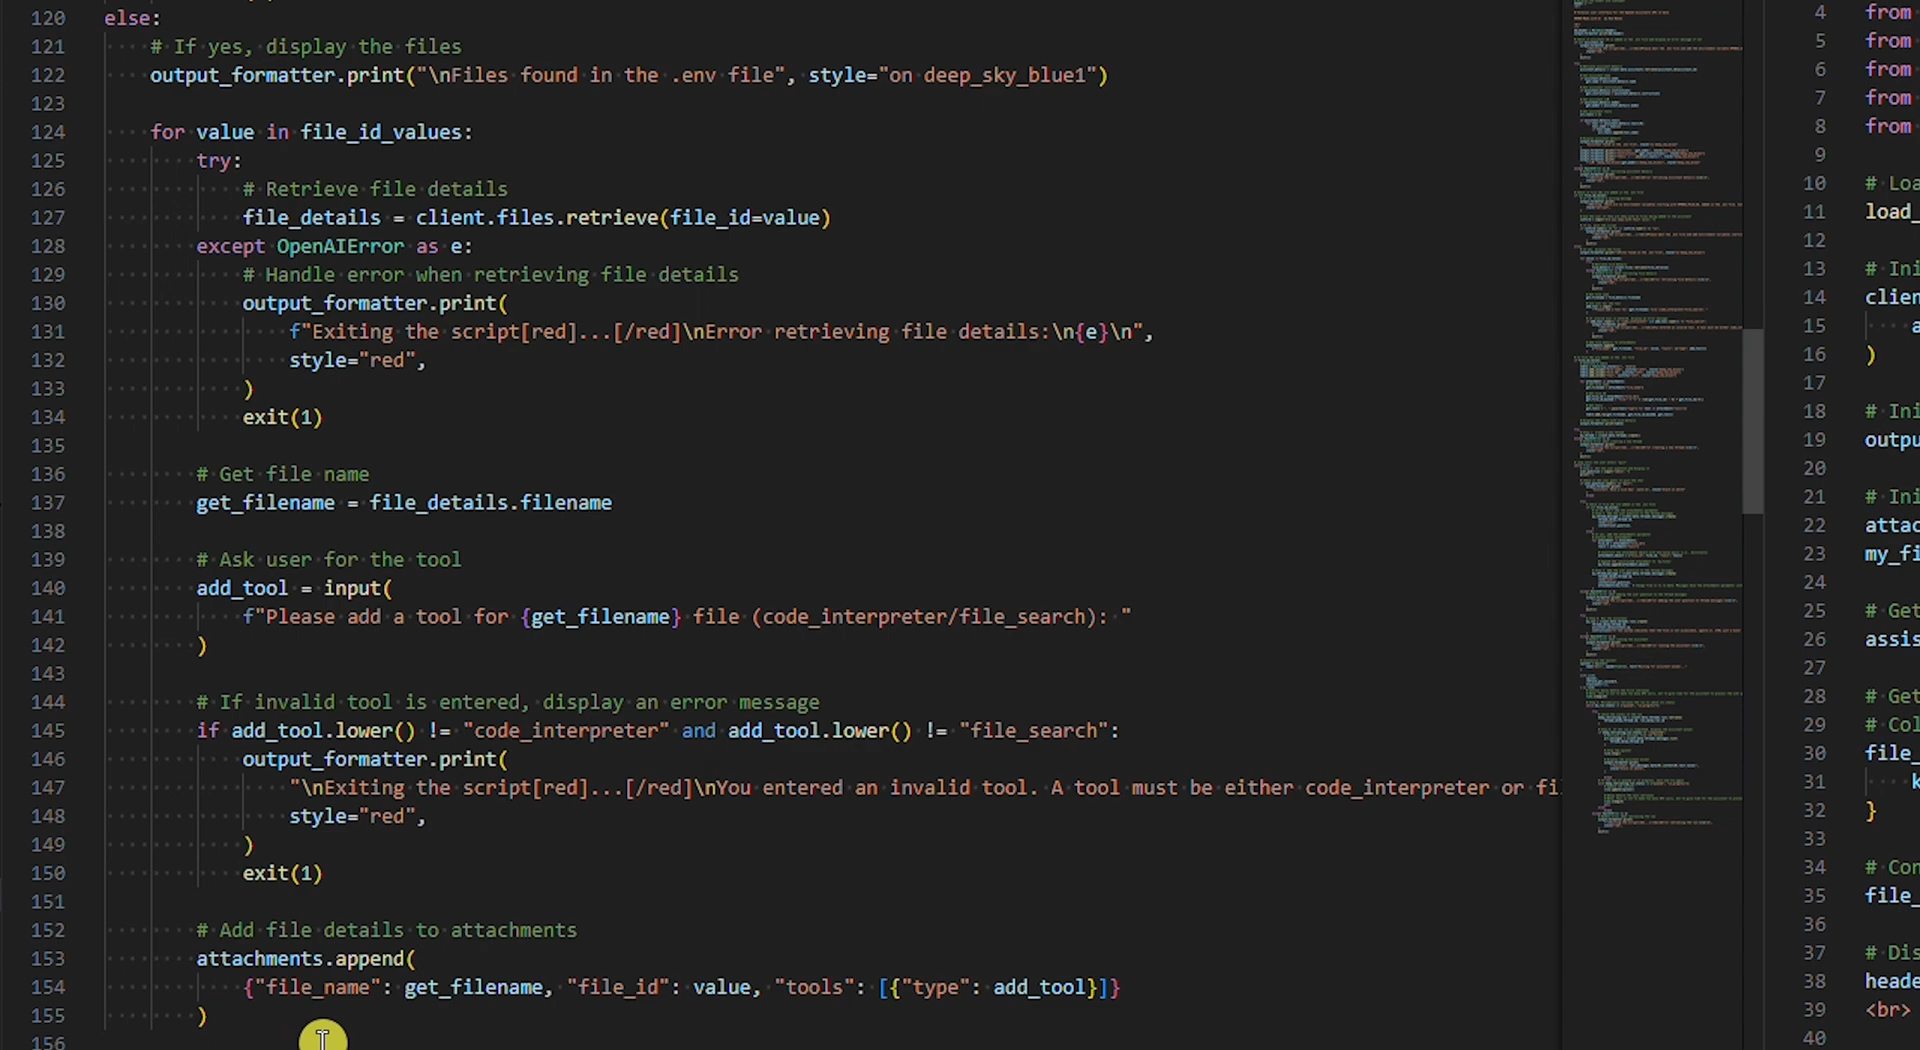 120 else:
121 # If yes, display the files
122 output_formatter.print("\nFiles found in the .env file", style="on deep_sky_blue1")
123
124 for value in file_id_values:
125 try:
126 # Retrieve file details
127 file_details = client.files.retrieve(file_id=value)
128 except OpenAIError as e:
129 # Handle error when retrieving file details
130 output_formatter.print(
131 f"Exiting the script[red]...[/red]\nError retrieving file details:\n{e}\n",
132 style="red",
133 )
134 exit(1)
135
136 # Get file name
137 get_filename = file_details.filename
138
139 # Ask user for the tool
140 add_tool = input(
141 f"Please add a tool for {get_filename} file (code_interpreter/file_search): "
142 )
143
144 # If invalid tool is entered, display an error message
145 if add_tool.lower() != "code_interpreter" and add_tool.lower() != "file_search":
146 output_formatter.print(
147 "\nExiting the script[red]...[/red]\nYou entered an invalid tool. A tool must be either code_interpreter or fi
148 style="red",
149 )
150 exit(1)
151
152 # Add file details to attachments
153 attachments.append(
154 {"file_name": get_filename, "file_id": value, "tools": [{"type": add_tool}]}
155 )
156
4 from
5 from
6 from
7 from
8 from
9
10 # Loa
11 load_
12
13 # Ini
14 clien
15 a
16 )
17
18 # Ini
19 outpu
20
21 # Ini
22 attac
23 my_fi
24
25 # Get
26 assis
27
28 # Get
29 # Col
30 file_
31 k
32 }
33
34 # Con
35 file_
36
37 # Dis
38 heade
39 <br>
40